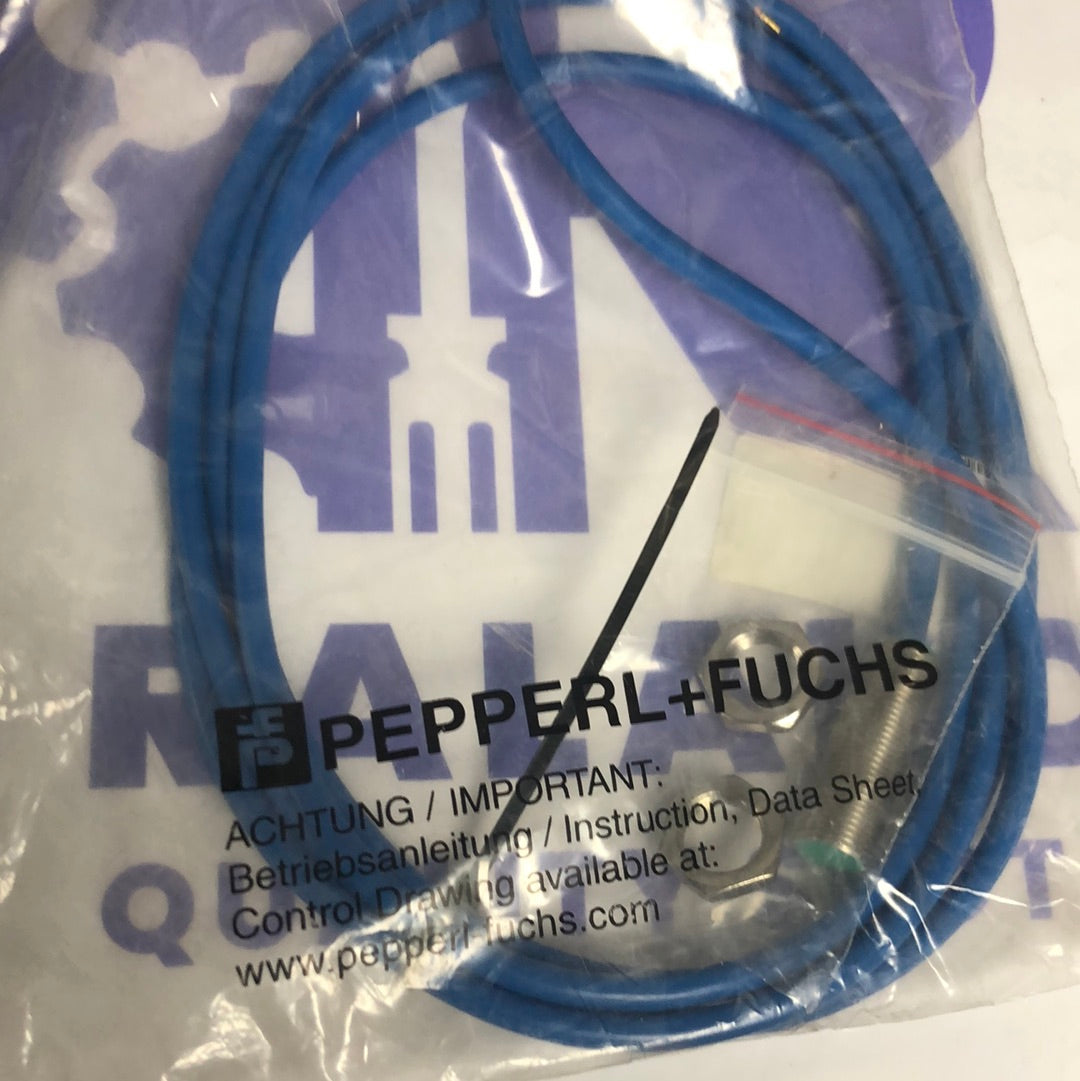 PEPPERL+FUCHS
ACHTUNG / IMPORTANT:
Betriebsanleitung / Instruction, Data Sheet,
Control Drawing available at:
www.pepperl-fuchs.com